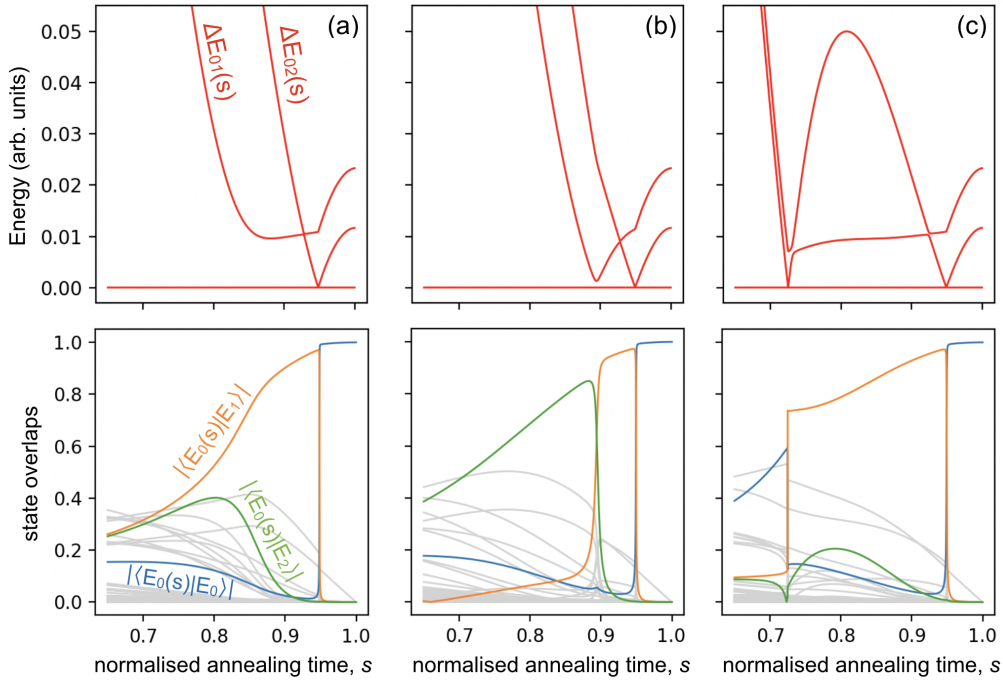 (a)
(b)
(c)
Energy (arb. units)
0.05
0.04
0.03
0.02
0.01
0.00
ΔE₀₁(s)
ΔE₀₂(s)
state overlaps
1.0
0.8
0.6
0.4
0.2
0.0
|⟨E₀(s)|E₁⟩|
|⟨E₀(s)|E₂⟩|
|⟨E₀(s)|E₀⟩|
0.7 0.8 0.9 1.0
0.7 0.8 0.9 1.0
0.7 0.8 0.9 1.0
normalised annealing time, s
normalised annealing time, s
normalised annealing time, s